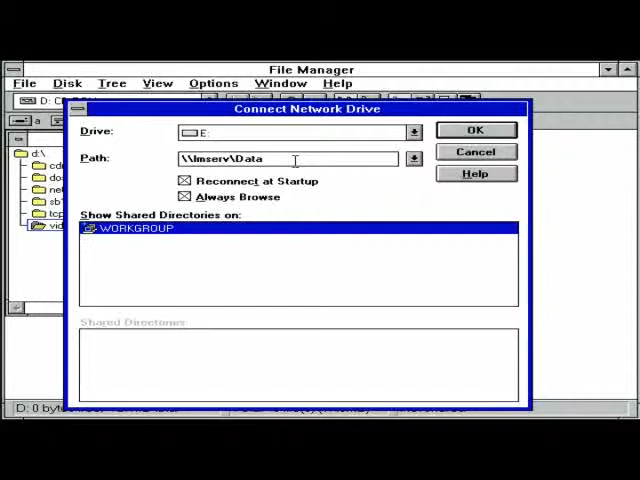 File Manager
File Disk Tree View Options Window Help
D:
Connect Network Drive
a
Drive: E: OK
Path: \\lmserv\Data Cancel
Help
Reconnect at Startup
Always Browse
Show Shared Directories on:
WORKGROUP
d:\
Shared Directories:
D: 0